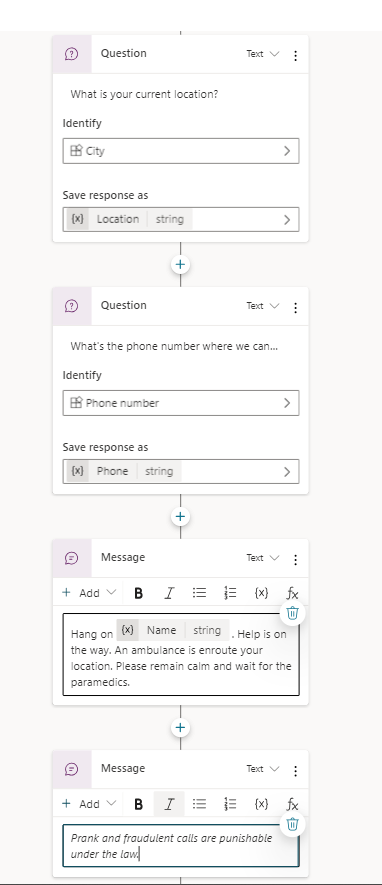 Question Text
What is your current location?
Identify
City
Save response as
{x} Location string
Question Text
What's the phone number where we can...
Identify
Phone number
Save response as
{x} Phone string
Message Text
+ Add B I {x} fx
Hang on {x} Name string . Help is on
the way. An ambulance is enroute your
location. Please remain calm and wait for the
paramedics.
Message Text
+ Add B I {x} fx
Prank and fraudulent calls are punishable
under the law.